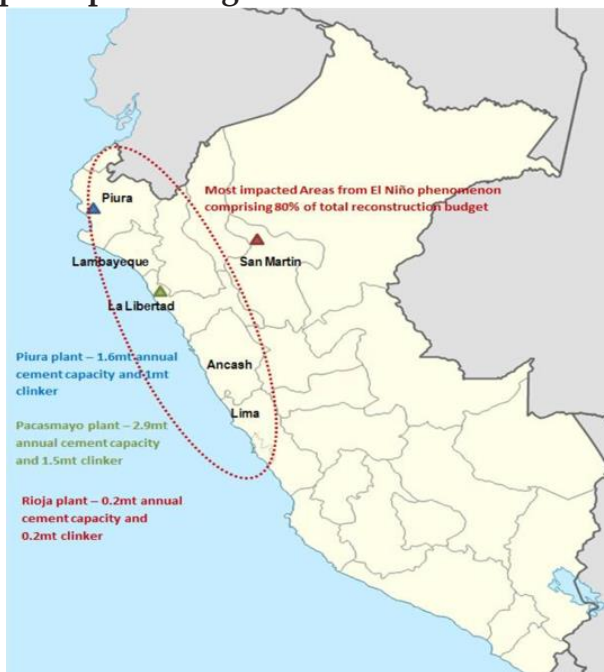 Most impacted Areas from El Niño phenomenon
comprising 80% of total reconstruction budget
Piura
San Martin
Lambayeque
La Libertad
Ancash
Lima
Piura plant – 1.6mt annual
cement capacity and 1mt
clinker
Pacasmayo plant – 2.9mt
annual cement capacity
and 1.5mt clinker
Rioja plant – 0.2mt annual
cement capacity and
0.2mt clinker